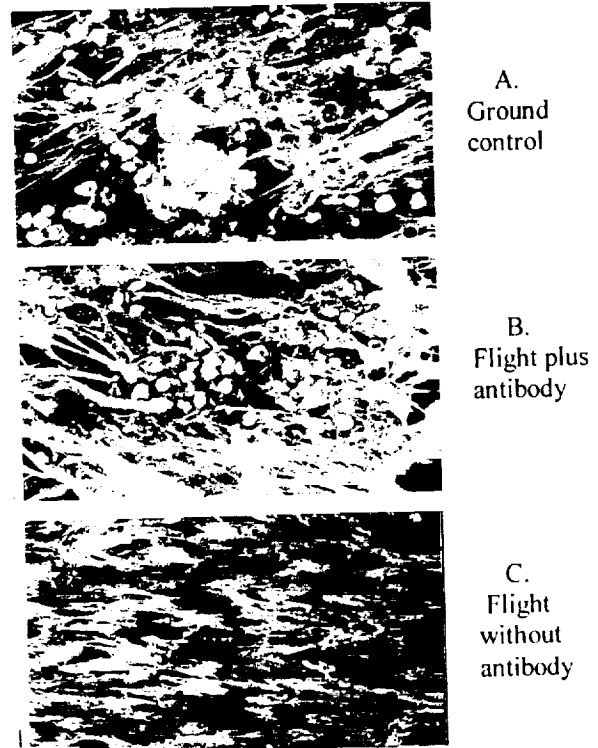 A.
Ground
control
B.
Flight plus
antibody
C.
Flight
without
antibody